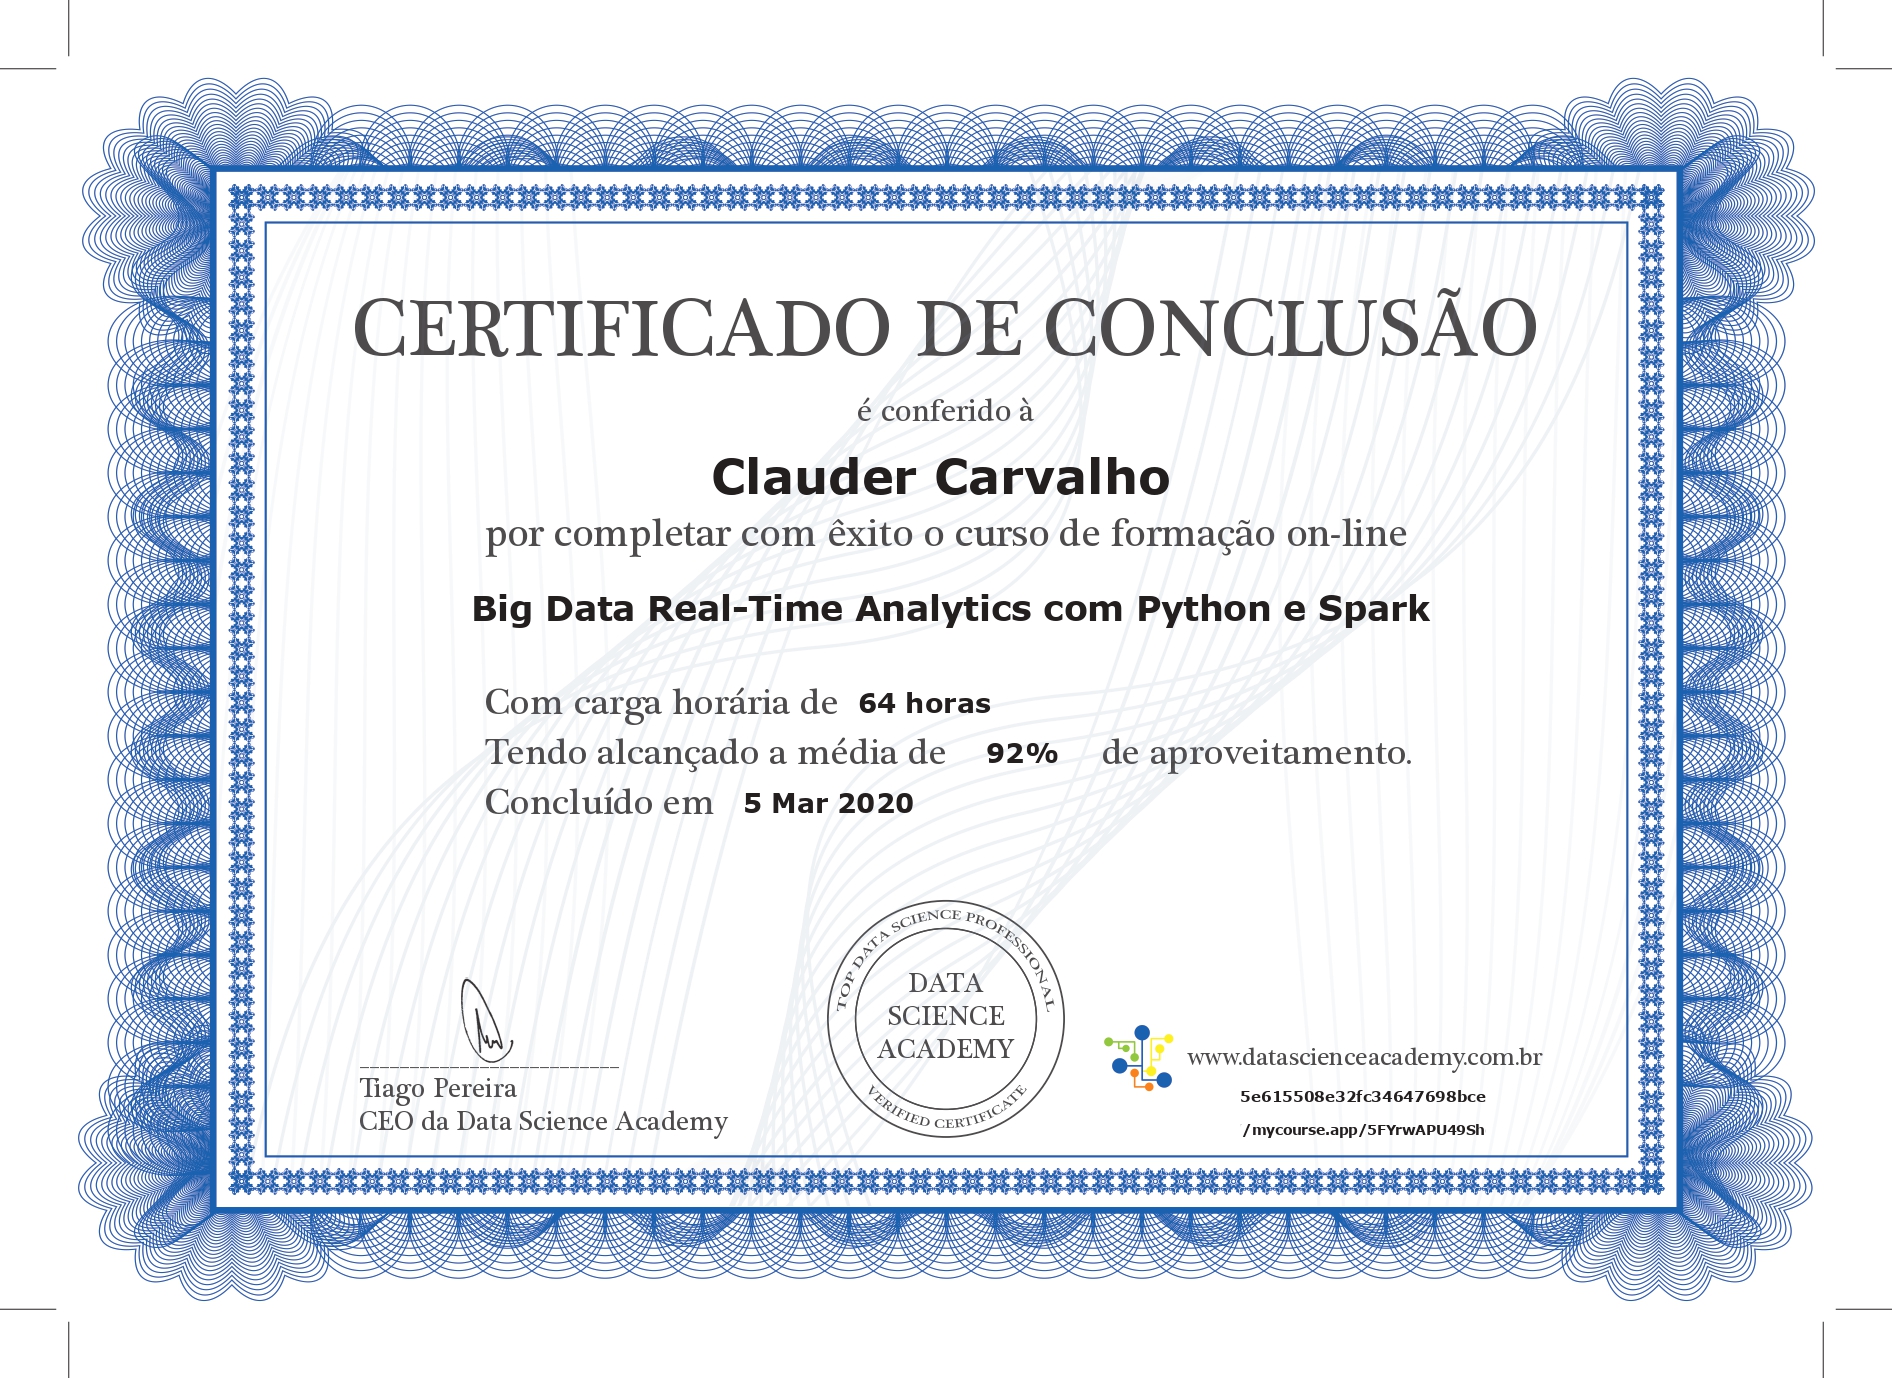 CERTIFICADO DE CONCLUSÃO
é conferido à
Clauder Carvalho
por completar com êxito o curso de formação on-line
Big Data Real-Time Analytics com Python e Spark
Com carga horária de 64 horas
Tendo alcançado a média de 92% de aproveitamento.
Concluído em 5 Mar 2020
TOP DATA SCIENCE PROFESSIONAL
DATA
SCIENCE
ACADEMY
VERIFIED CERTIFICATE
Tiago Pereira
CEO da Data Science Academy
www.datascienceacademy.com.br
5e615508e32fc34647698bce
/mycourse.app/5FYrwAPU49Sh